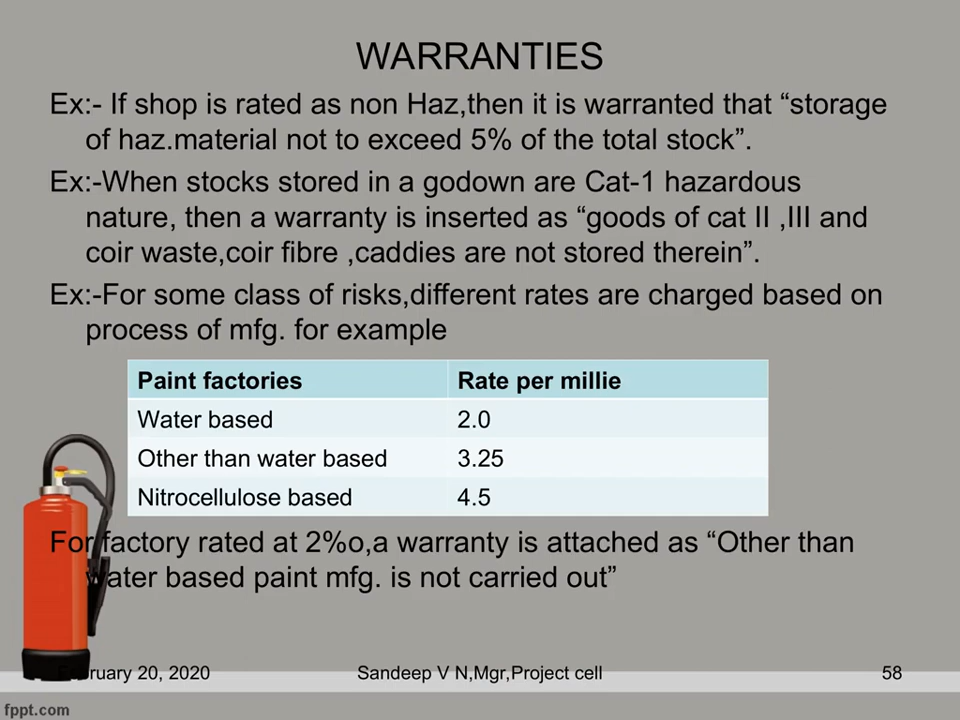 WARRANTIES
Ex:- If shop is rated as non Haz,then it is warranted that “storage
of haz.material not to exceed 5% of the total stock”.
Ex:-When stocks stored in a godown are Cat-1 hazardous
nature, then a warranty is inserted as “goods of cat II ,III and
coir waste,coir fibre ,caddies are not stored therein”.
Ex:-For some class of risks,different rates are charged based on
process of mfg. for example
Paint factories Rate per millie
Water based 2.0
Other than water based 3.25
Nitrocellulose based 4.5
For factory rated at 2%o,a warranty is attached as “Other than
water based paint mfg. is not carried out”
February 20, 2020 Sandeep V N,Mgr,Project cell 58
fppt.com